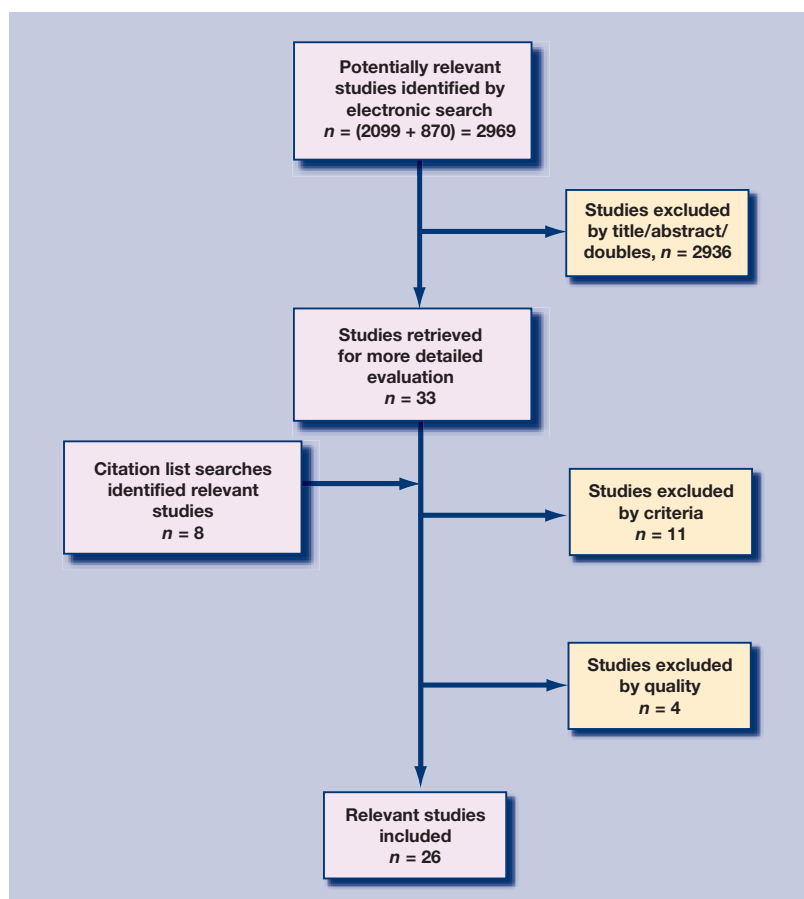 Potentially relevant
studies identified by
electronic search
n = (2099 + 870) = 2969
Studies excluded
by title/abstract/
doubles, n = 2936
Studies retrieved
for more detailed
evaluation
n = 33
Citation list searches
identified relevant
studies
n = 8
Studies excluded
by criteria
n = 11
Studies excluded
by quality
n = 4
Relevant studies
included
n = 26